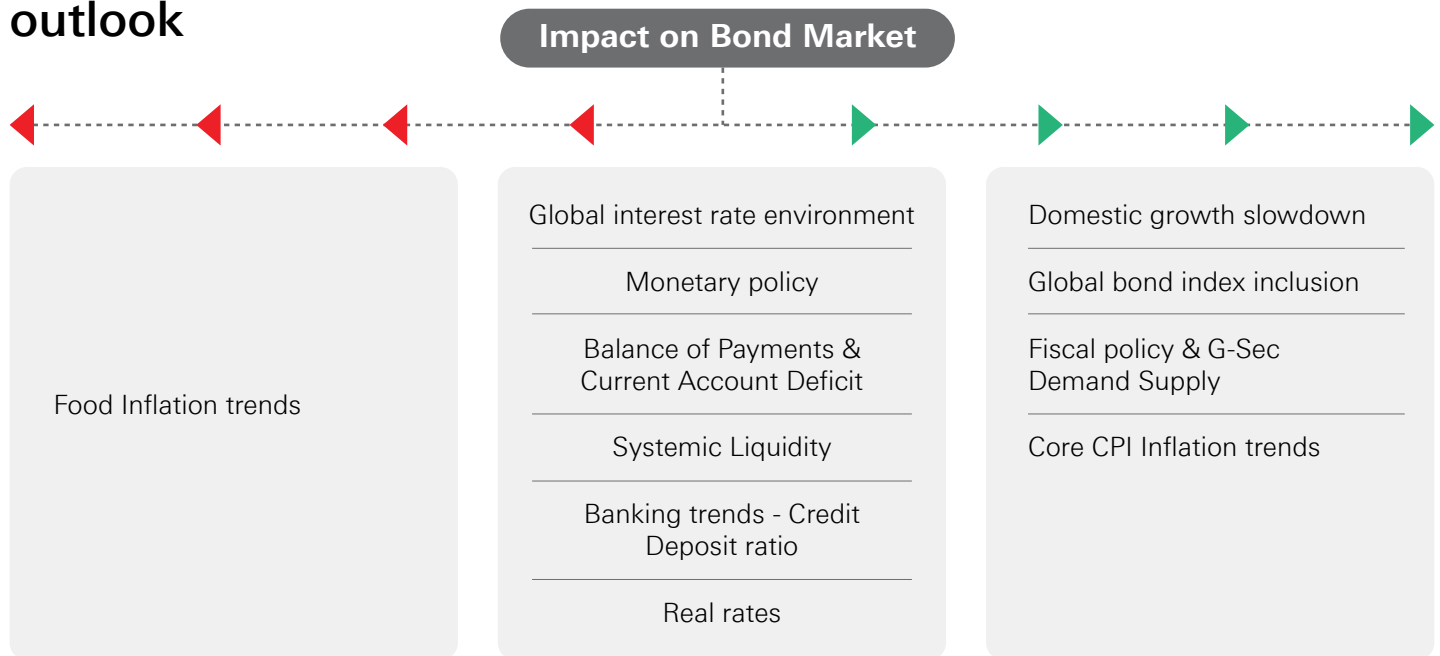 outlook
Impact on Bond Market
Food Inflation trends
Global interest rate environment
Monetary policy
Balance of Payments &
Current Account Deficit
Systemic Liquidity
Banking trends - Credit
Deposit ratio
Real rates
Domestic growth slowdown
Global bond index inclusion
Fiscal policy & G-Sec
Demand Supply
Core CPI Inflation trends